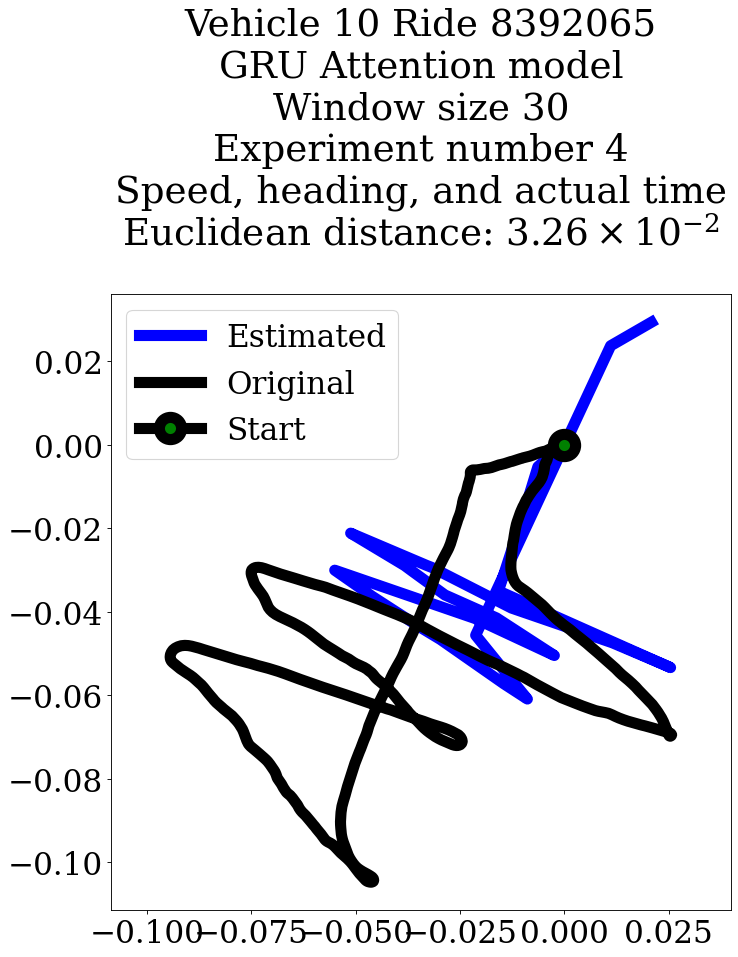 Vehicle 10 Ride 8392065
GRU Attention model
Window size 30
Experiment number 4
Speed, heading, and actual time
Euclidean distance: 3.26 × 10⁻²
Estimated
Original
Start
0.02
0.00
−0.02
−0.04
−0.06
−0.08
−0.10
−0.100 −0.075 −0.050 −0.025 0.000 0.025